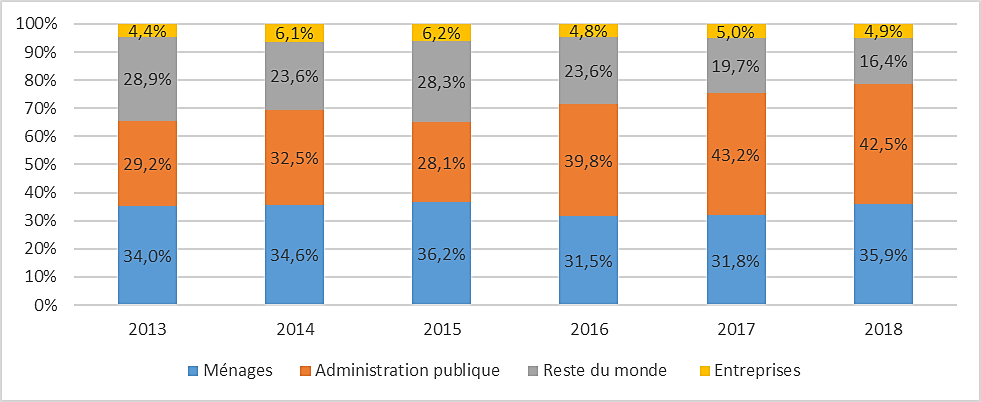 100%
90%
80%
70%
60%
50%
40%
30%
20%
10%
0%
4,4% 6,1% 6,2% 4,8% 5,0% 4,9%
28,9% 23,6% 28,3% 23,6% 19,7% 16,4%
29,2% 32,5% 28,1% 39,8% 43,2% 42,5%
34,0% 34,6% 36,2% 31,5% 31,8% 35,9%
2013 2014 2015 2016 2017 2018
Ménages Administration publique Reste du monde Entreprises